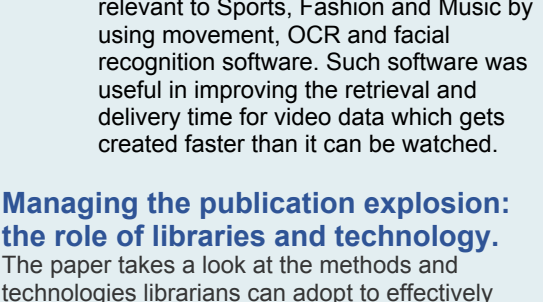 relevant to Sports, Fashion and Music by
using movement, OCR and facial
recognition software. Such software was
useful in improving the retrieval and
delivery time for video data which gets
created faster than it can be watched.
Managing the publication explosion:
the role of libraries and technology.
The paper takes a look at the methods and
technologies librarians can adopt to effectively